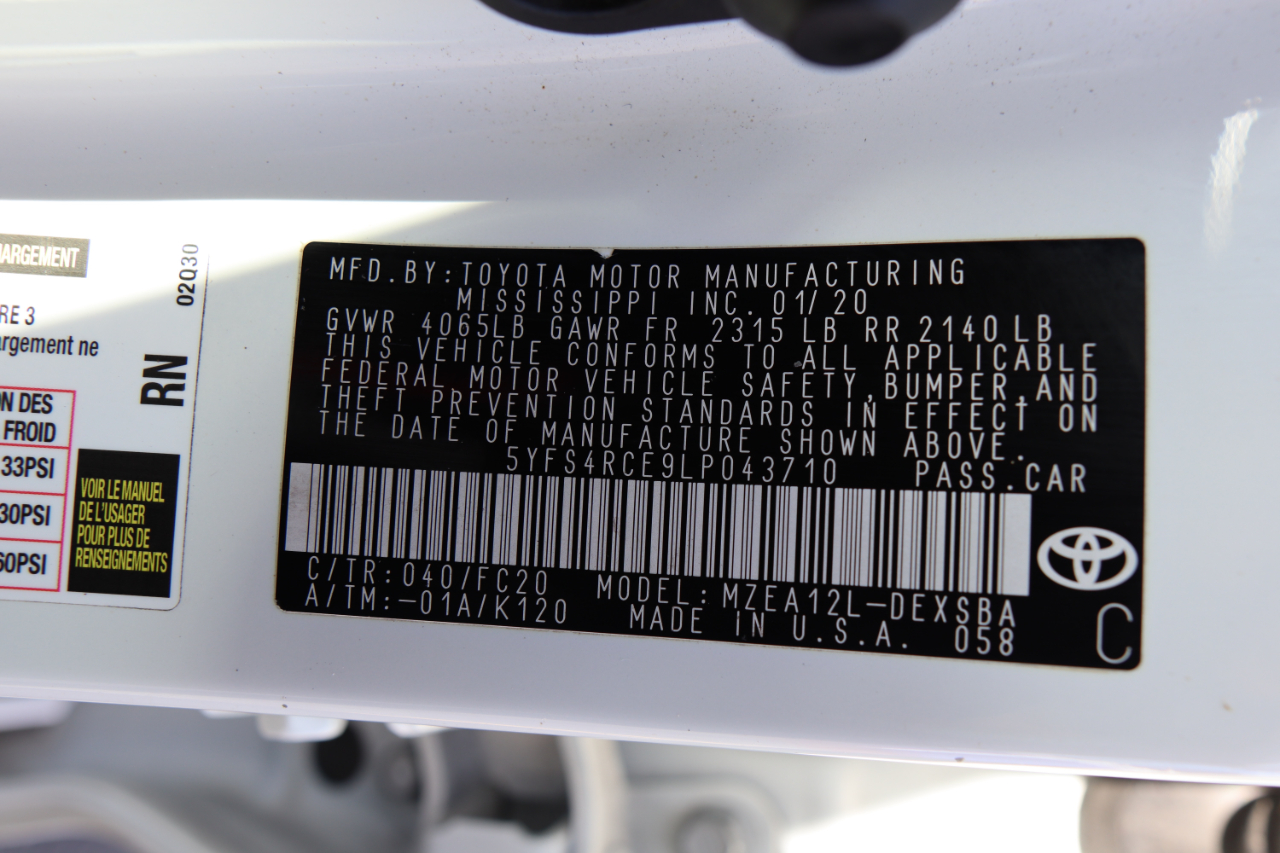 HARGEMENT
02Q30
RE 3
argement ne
RN
ON DES
FROID
33PSI
30PSI
60PSI
VOIR LE MANUEL
DE L'USAGER
POUR PLUS DE
RENSEIGNEMENTS
MFD.BY:TOYOTA MOTOR MANUFACTURING
MISSISSIPPI INC. 01/20
GVWR 4065LB GAWR FR 2315 LB RR 2140 LB
THIS VEHICLE CONFORMS TO ALL APPLICABLE
FEDERAL MOTOR VEHICLE SAFETY,BUMPER,AND
THEFT PREVENTION STANDARDS IN EFFECT ON
THE DATE OF MANUFACTURE SHOWN ABOVE.
5YFS4RCE9LP043710 PASS.CAR
C/TR:040/FC20 MODEL:MZEA12L-DEXSBA
A/TM:-01A/K120 MADE IN U.S.A. 058
C